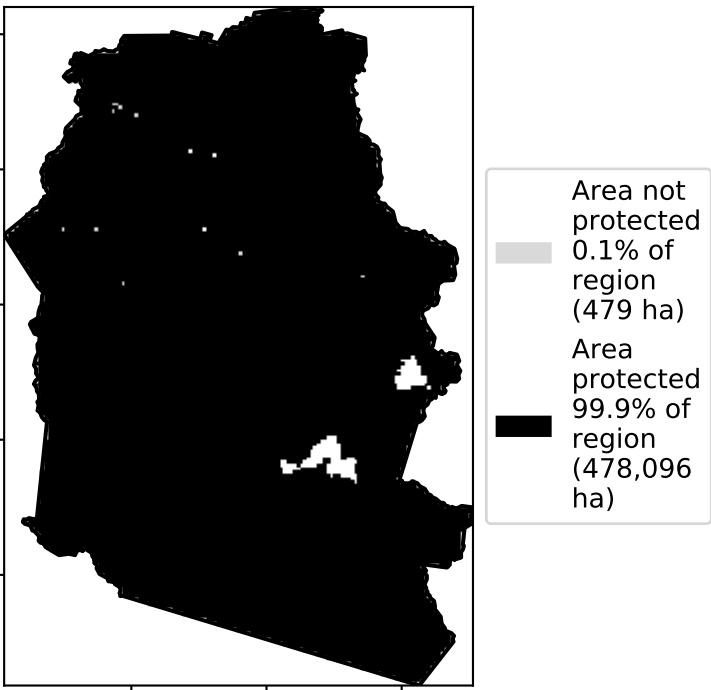 Area not
protected
0.1% of
region
(479 ha)
Area
protected
99.9% of
region
(478,096
ha)